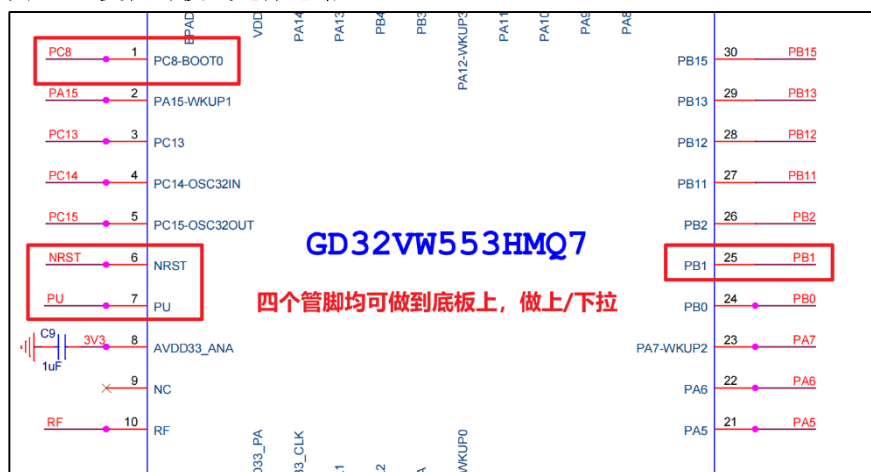 EPAD
VDD
PA14
PA13
PB4
PB3
PA12-WKUP3
PA11
PA10
PA9
PA8
PC8 1 PC8-BOOT0
PA15 2 PA15-WKUP1
PC13 3 PC13
PC14 4 PC14-OSC32IN
PC15 5 PC15-OSC32OUT
NRST 6 NRST
PU 7 PU
C9 3V3 8 AVDD33_ANA
1uF
9 NC
RF 10 RF
GD32VW553HMQ7
四个管脚均可做到底板上，做上/下拉
PB15 30 PB15
PB13 29 PB13
PB12 28 PB12
PB11 27 PB11
PB2 26 PB2
PB1 25 PB1
PB0 24 PB0
PA7-WKUP2 23 PA7
PA6 22 PA6
PA5 21 PA5
D33_PA
33_CLK
WKUP0